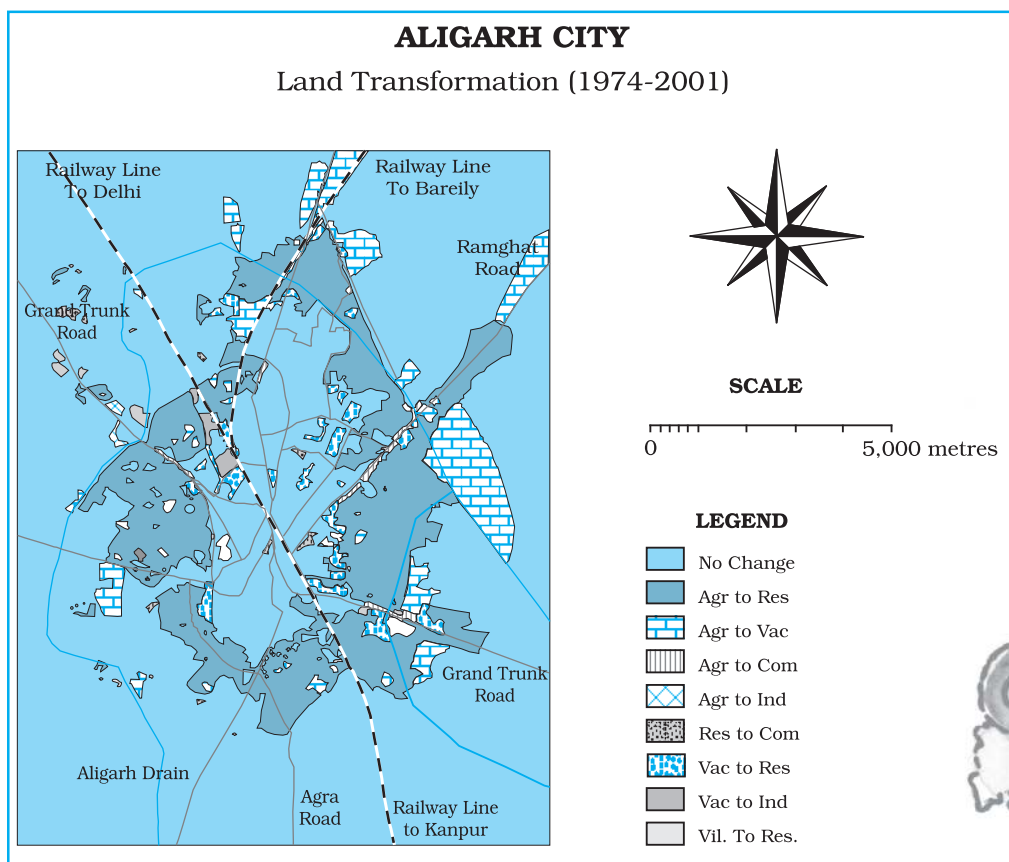 ALIGARH CITY
Land Transformation (1974-2001)
Railway Line
To Delhi
Railway Line
To Bareily
Ramghat
Road
Grand Trunk
Road
Grand Trunk
Road
Aligarh Drain
Agra
Road
Railway Line
to Kanpur
SCALE
0 5,000 metres
LEGEND
No Change
Agr to Res
Agr to Vac
Agr to Com
Agr to Ind
Res to Com
Vac to Res
Vac to Ind
Vil. To Res.